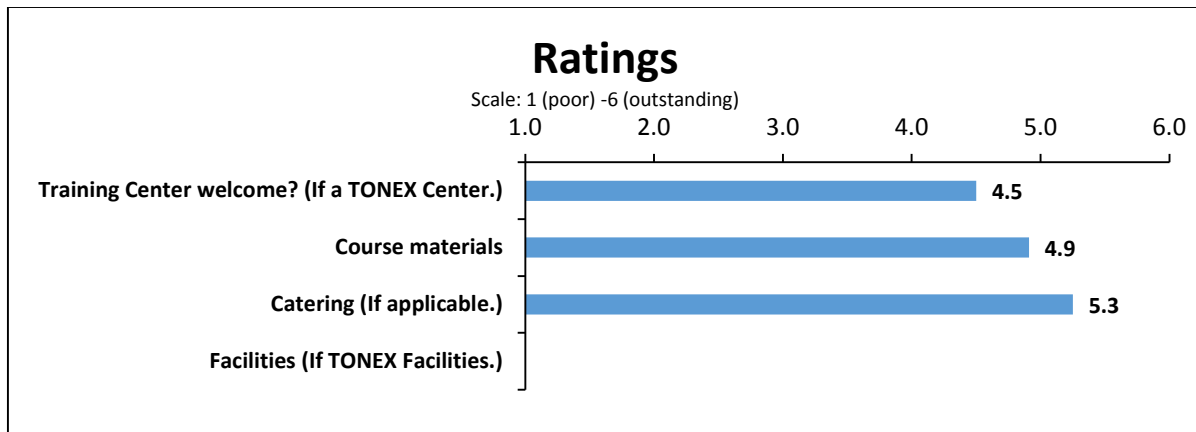 Ratings
Scale: 1 (poor) -6 (outstanding)
1.0 2.0 3.0 4.0 5.0 6.0
Training Center welcome? (If a TONEX Center.) 4.5
Course materials 4.9
Catering (If applicable.) 5.3
Facilities (If TONEX Facilities.)